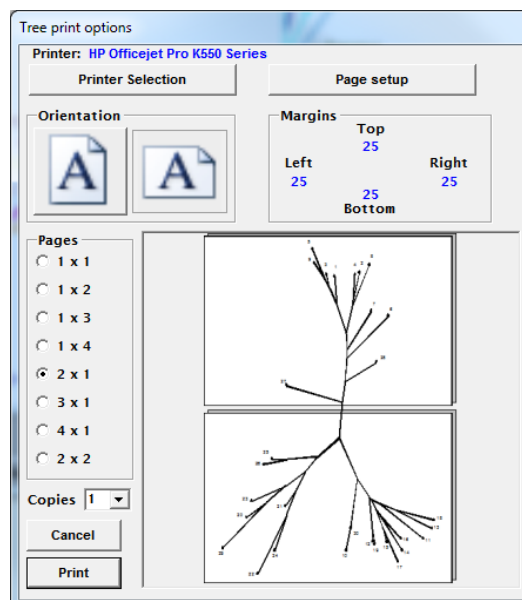 Tree print options
Printer: HP Officejet Pro K550 Series
Printer Selection
Page setup
Orientation
A
A
Margins
Top
25
Left
Right
25
25
25
Bottom
Pages
1 x 1
1 x 2
1 x 3
1 x 4
2 x 1
3 x 1
4 x 1
2 x 2
Copies 1
Cancel
Print